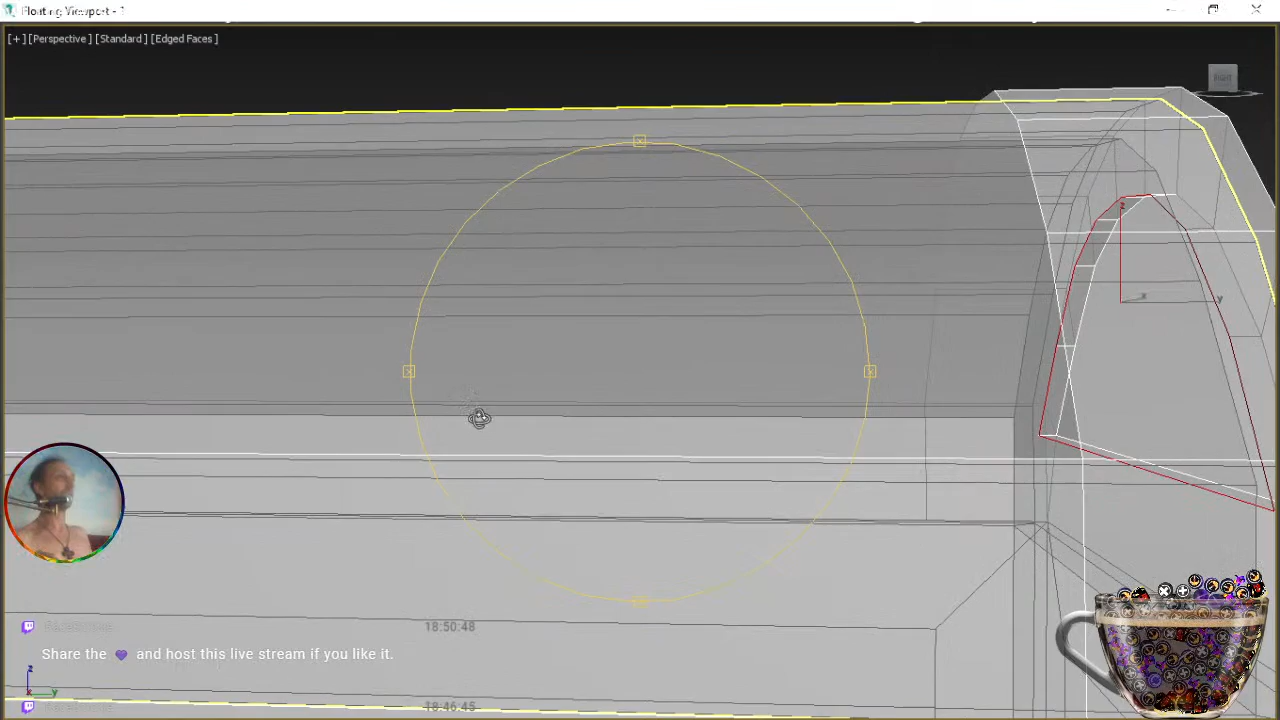 Floating Viewport - 1
[+] [Perspective] [Standard] [Edged Faces]
RIGHT
z
x
y
18:50:48
Share the 💜 and host this live stream if you like it.
z
x
y
18:46:45